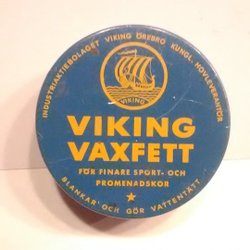 INDUSTRIAKTIEBOLAGET VIKING ÖREBRO KUNGL. HOVLEVERANTÖR
VIKING
VIKING
VAXFETT
FÖR FINARE SPORT- OCH
PROMENADSKOR
BLANKAR OCH GÖR VATTENTÄTT